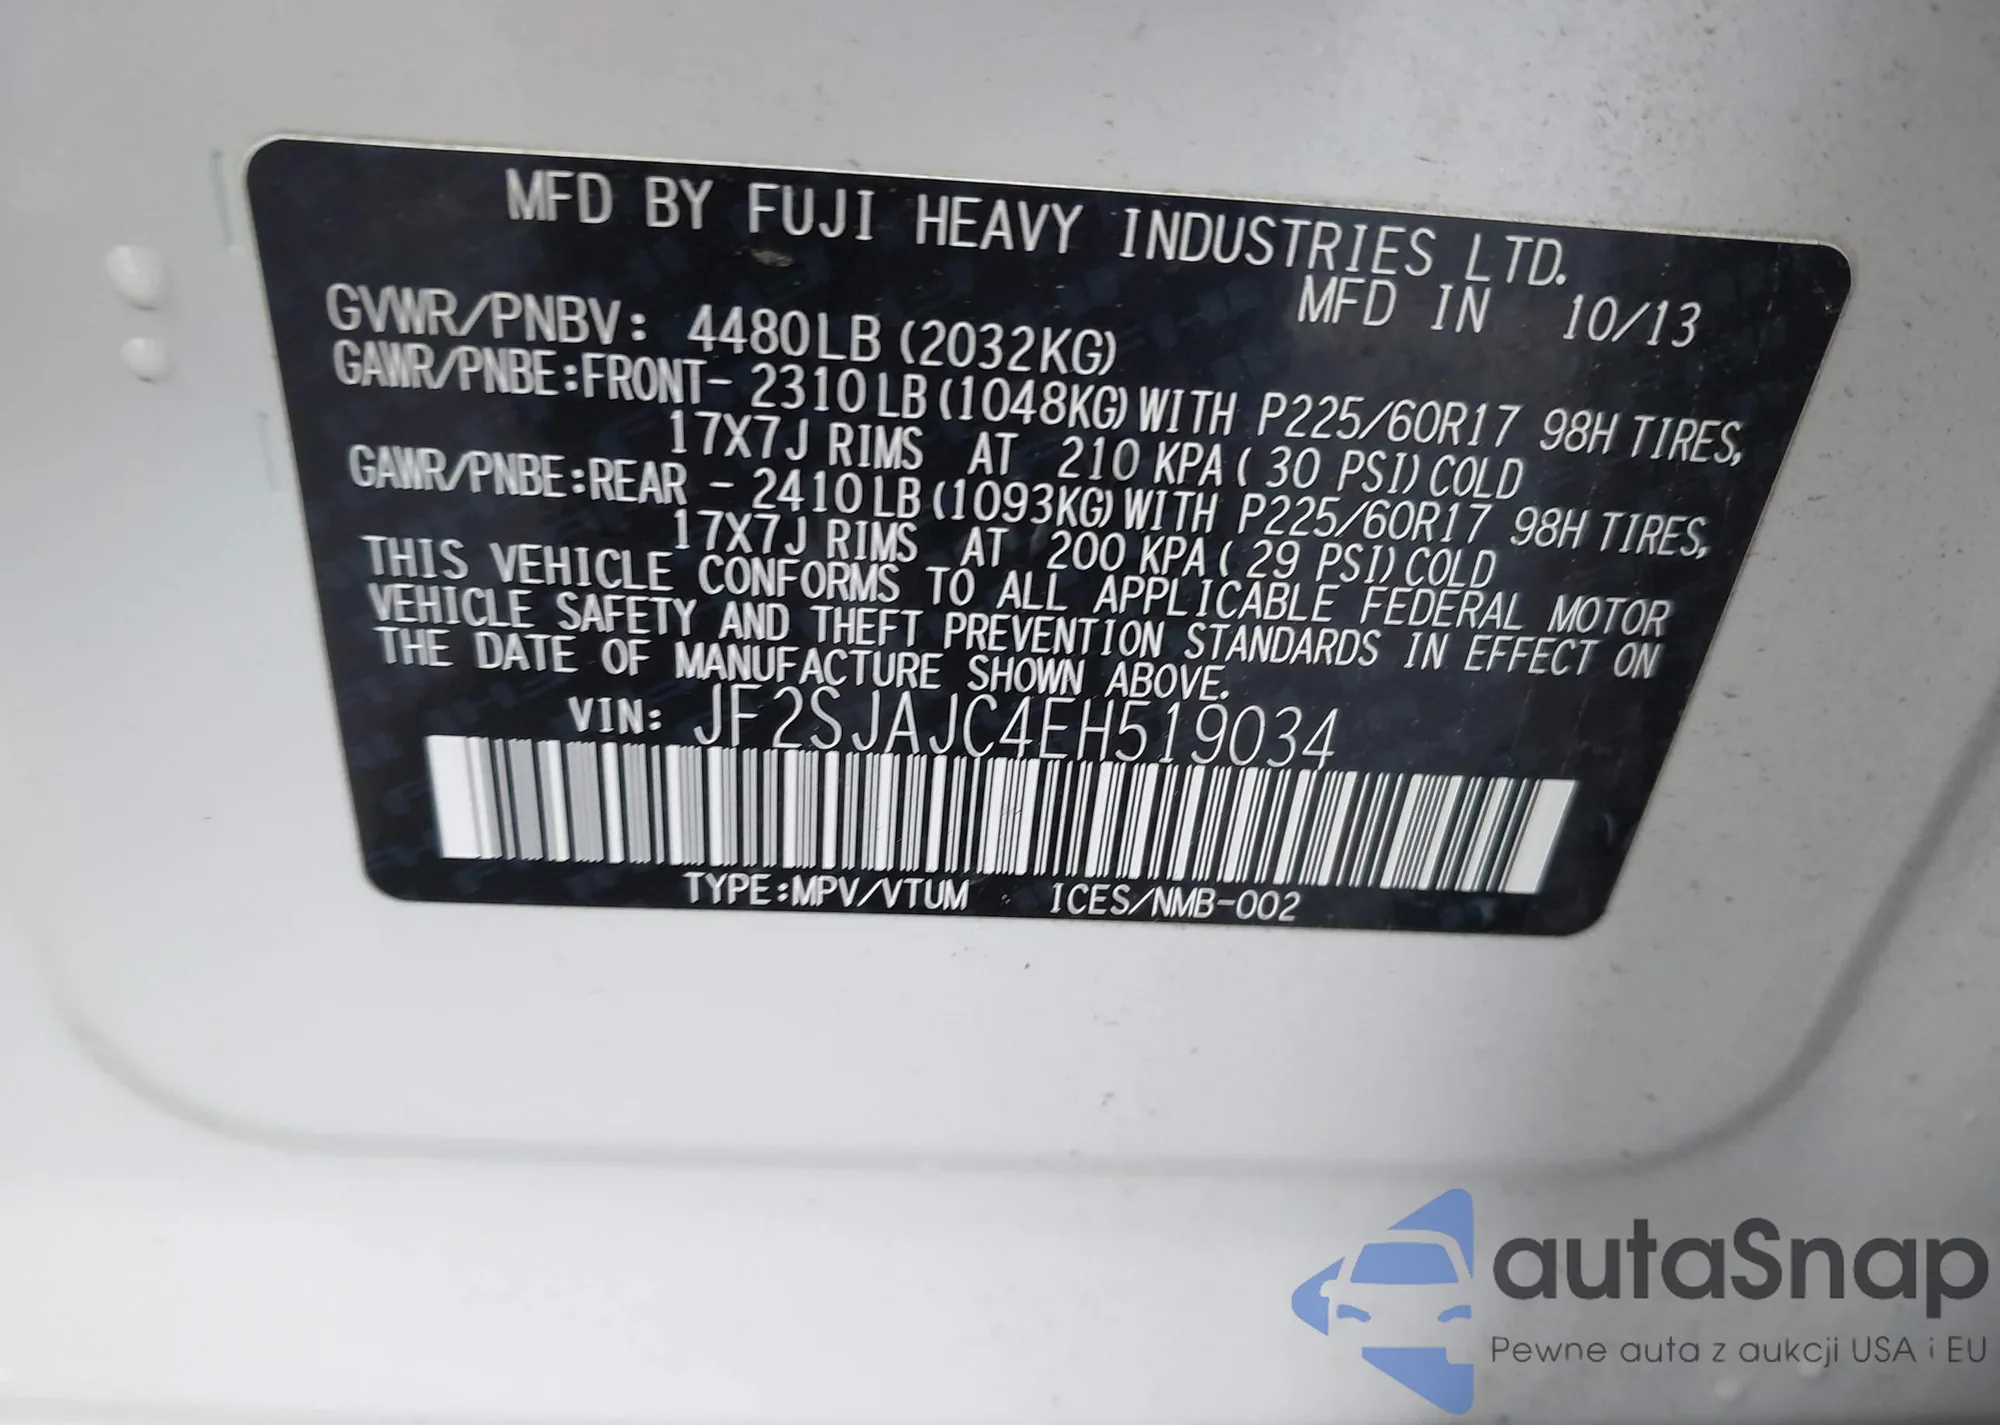 MFD BY FUJI HEAVY INDUSTRIES LTD.
MFD IN 10/13
GVWR/PNBV: 4480LB (2032KG)
GAWR/PNBE:FRONT- 2310LB(1048KG)WITH P225/60R17 98H TIRES,
17X7J RIMS AT 210 KPA( 30 PSI)COLD
GAWR/PNBE:REAR - 2410LB(1093KG)WITH P225/60R17 98H TIRES,
17X7J RIMS AT 200 KPA( 29 PSI)COLD
THIS VEHICLE CONFORMS TO ALL APPLICABLE FEDERAL MOTOR
VEHICLE SAFETY AND THEFT PREVENTION STANDARDS IN EFFECT ON
THE DATE OF MANUFACTURE SHOWN ABOVE.
VIN: JF2SJAJC4EH519034
TYPE:MPV/VTUM ICES/NMB-002
autaSnap
Pewne auta z aukcji USA i EU